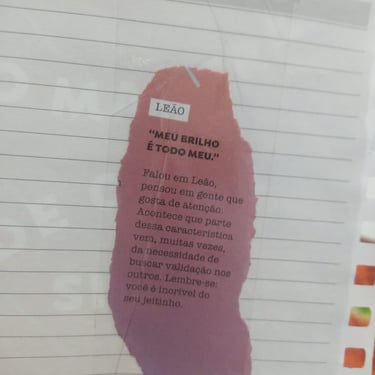 LEÃO
“MEU BRILHO
É TODO MEU.”
Falou em Leão,
pensou em gente que
gosta de atenção.
Acontece que parte
dessa característica
vem, muitas vezes,
da necessidade de
buscar validação nos
outros. Lembre-se:
você é incrível do
seu jeitinho.